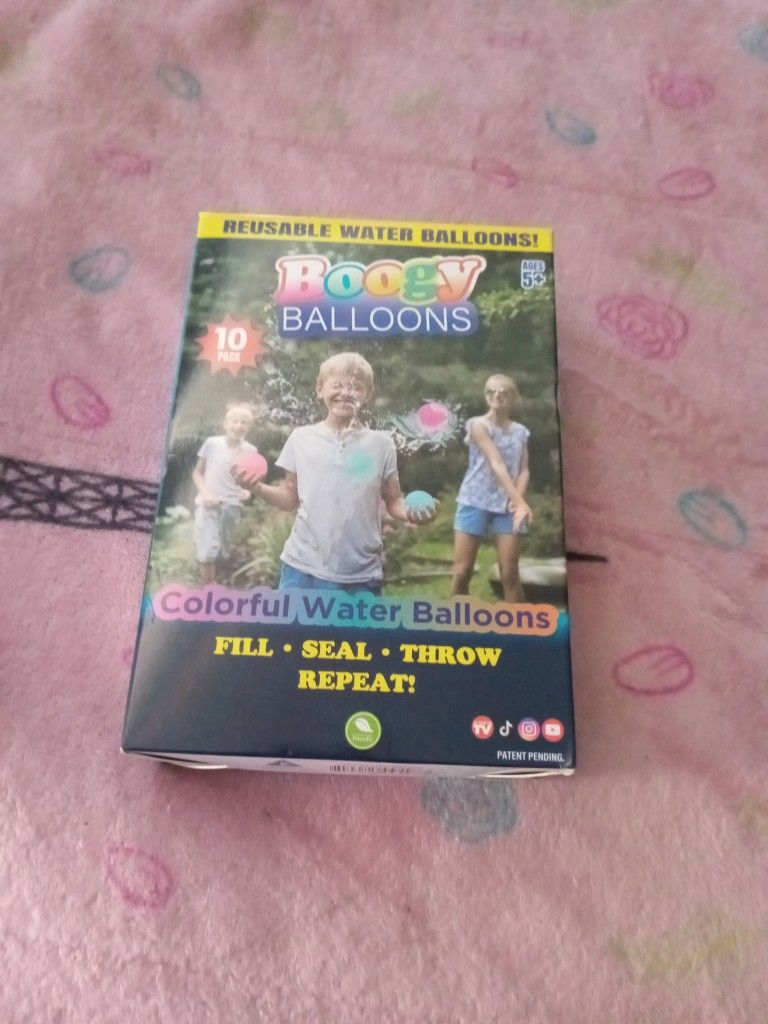 REUSABLE WATER BALLOONS!
Boogy
BALLOONS
AGES
5+
10
PACK
Colorful Water Balloons
FILL • SEAL • THROW
REPEAT!
TV
PATENT PENDING.